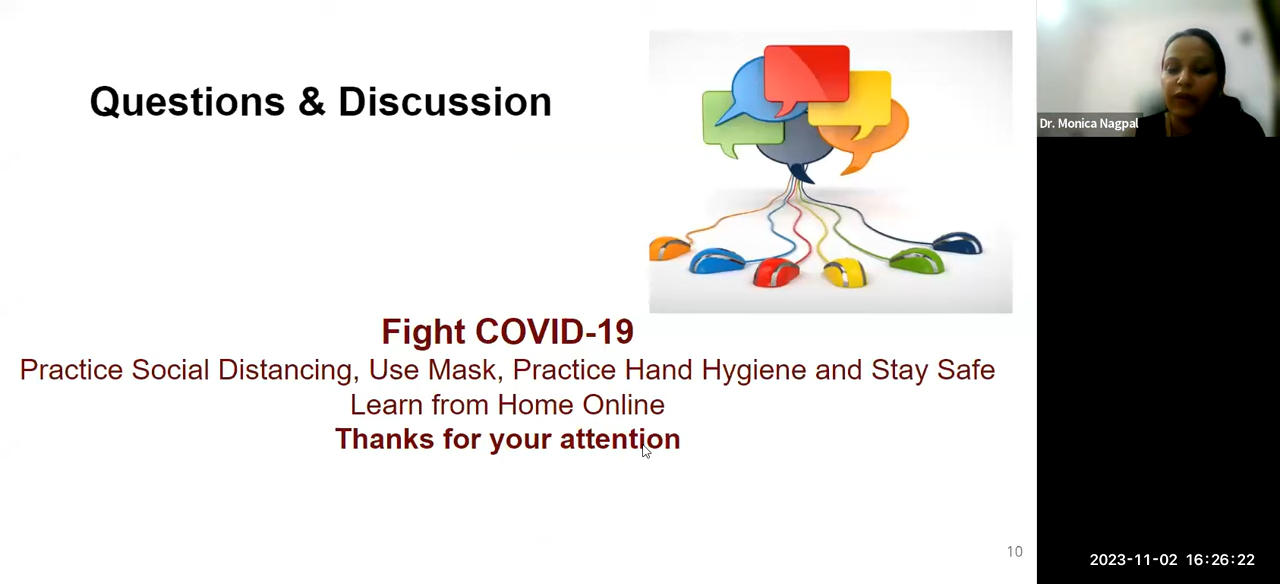 Questions & Discussion
Dr. Monica Nagpal
Fight COVID-19
Practice Social Distancing, Use Mask, Practice Hand Hygiene and Stay Safe
Learn from Home Online
Thanks for your attention
10
2023-11-02 16:26:22